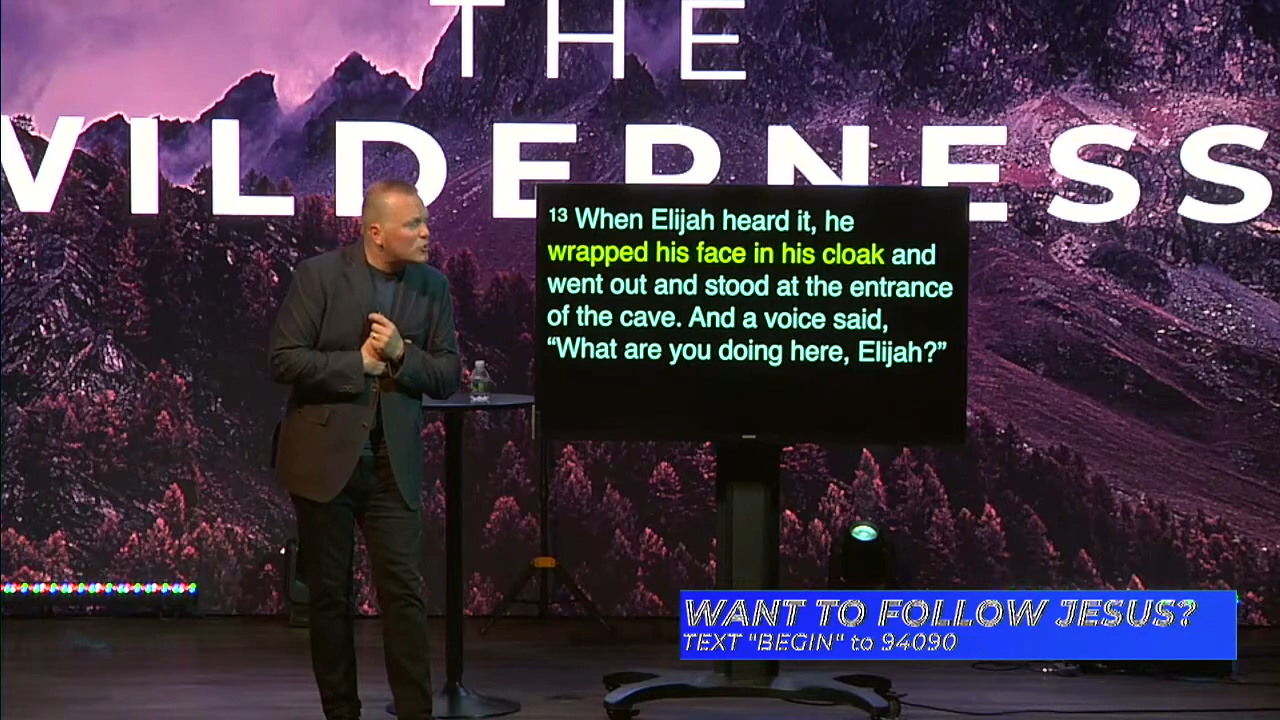 THE
WILDERNESS
13 When Elijah heard it, he
wrapped his face in his cloak and
went out and stood at the entrance
of the cave. And a voice said,
“What are you doing here, Elijah?”
WANT TO FOLLOW JESUS?
TEXT "BEGIN" to 94090